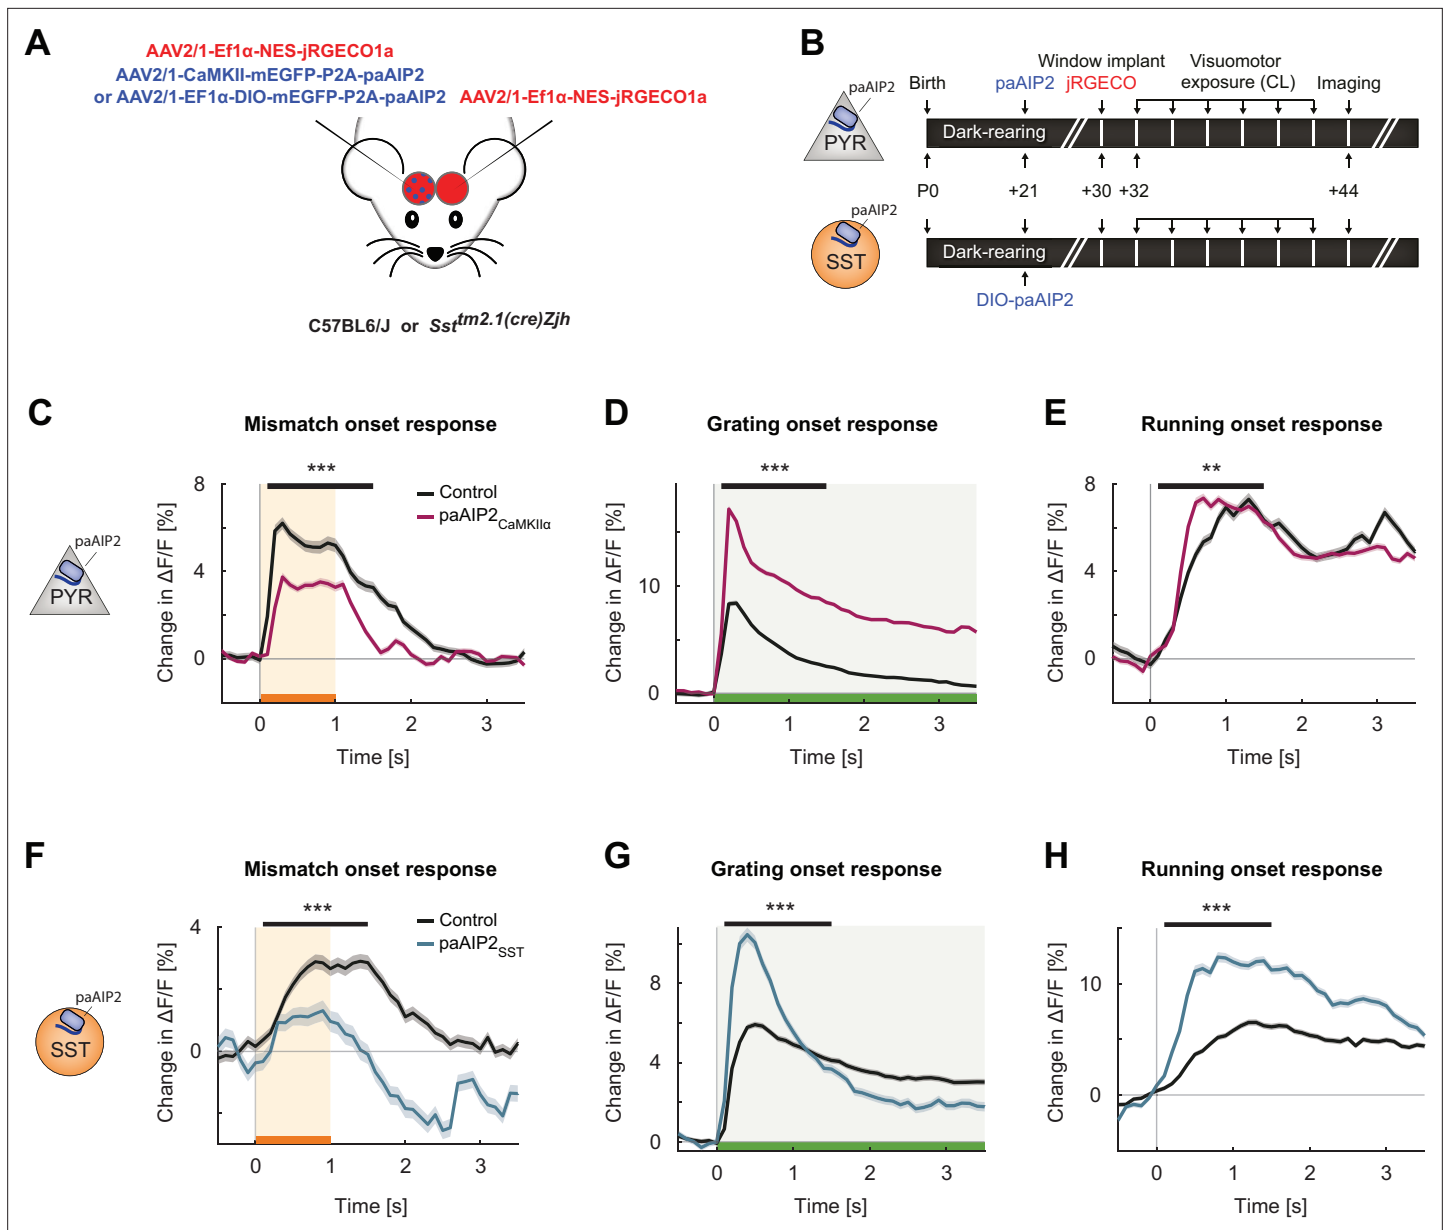 A
AAV2/1-Ef1α-NES-jRGECO1a
AAV2/1-CaMKII-mEGFP-P2A-paAIP2
or AAV2/1-EF1α-DIO-mEGFP-P2A-paAIP2 AAV2/1-Ef1α-NES-jRGECO1a
C57BL6/J or Sst^tm2.1(cre)Zjh
B
Window implant Visuomotor
paAIP2 Birth paAIP2 jRGECO exposure (CL) Imaging
PYR Dark-rearing
P0 +21 +30 +32 +44
paAIP2
SST Dark-rearing
DIO-paAIP2
C
Mismatch onset response
***
paAIP2
PYR
Change in ΔF/F [%]
8
4
0
Control
paAIP2CaMKIIα
0 1 2 3
Time [s]
D
Grating onset response
***
Change in ΔF/F [%]
10
0
0 1 2 3
Time [s]
E
Running onset response
**
Change in ΔF/F [%]
8
4
0
0 1 2 3
Time [s]
F
Mismatch onset response
***
paAIP2
SST
Change in ΔF/F [%]
4
0
Control
paAIP2SST
0 1 2 3
Time [s]
G
Grating onset response
***
Change in ΔF/F [%]
8
4
0
0 1 2 3
Time [s]
H
Running onset response
***
Change in ΔF/F [%]
10
0
0 1 2 3
Time [s]